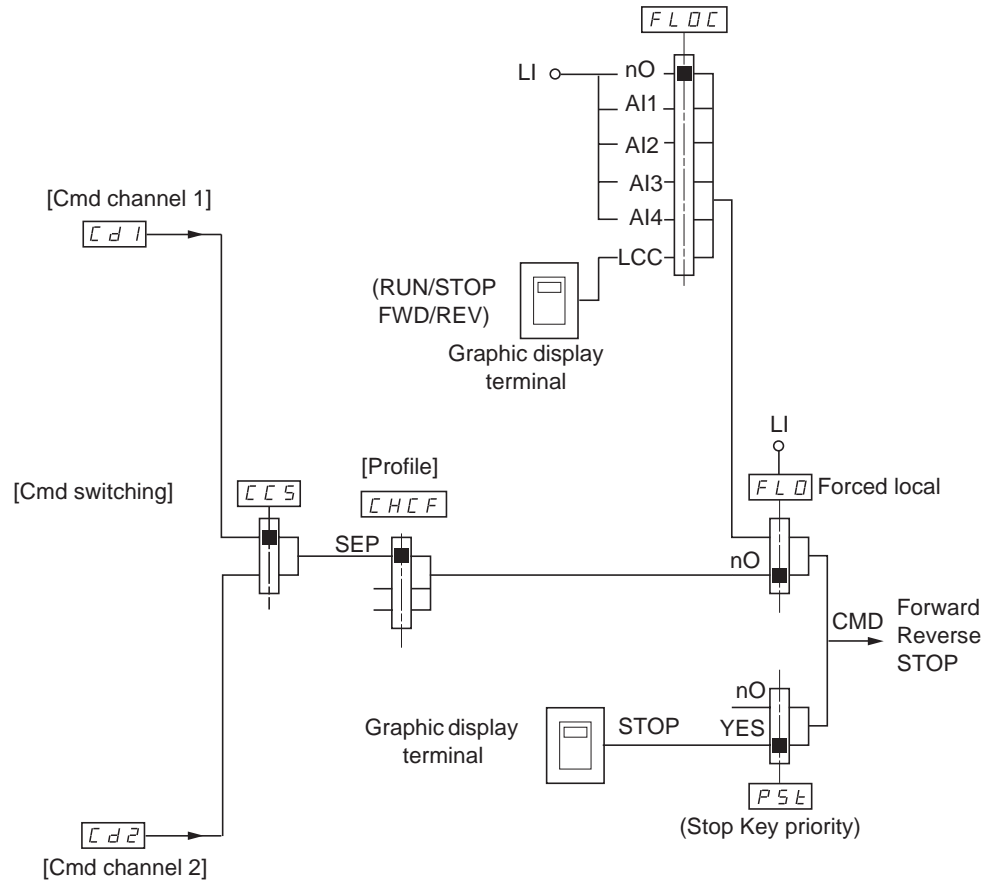 FLOC
LI
nO
AI1
AI2
AI3
AI4
LCC
[Cmd channel 1]
Cd1
(RUN/STOP
FWD/REV)
Graphic display
terminal
LI
FLO Forced local
[Profile]
CHCF
[Cmd switching]
CCS
SEP
nO
CMD
Forward
Reverse
STOP
nO
YES
Graphic display
terminal
STOP
PSt
(Stop Key priority)
Cd2
[Cmd channel 2]